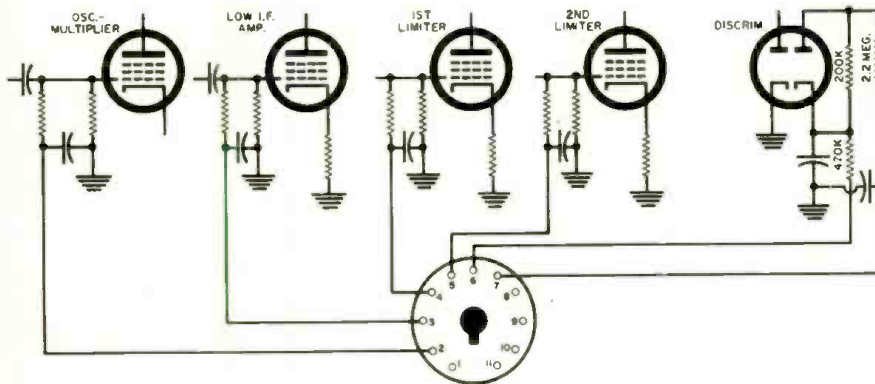 OSC.-
MULTIPLIER
LOW I.F.
AMP.
1ST
LIMITER
2ND
LIMITER
DISCRIM
200K
2.2 MEG.
470K
1
2
3
4
5
6
7
8
9
10
11